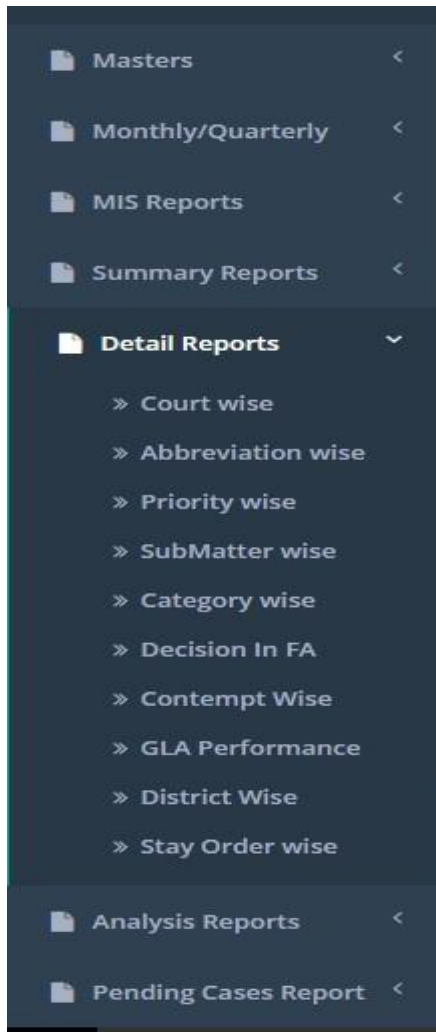 Masters
Monthly/Quarterly
MIS Reports
Summary Reports
Detail Reports
» Court wise
» Abbreviation wise
» Priority wise
» SubMatter wise
» Category wise
» Decision In FA
» Contempt Wise
» GLA Performance
» District Wise
» Stay Order wise
Analysis Reports
Pending Cases Report